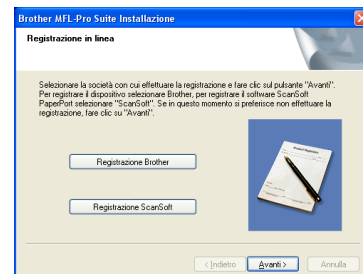 Brother MFL-Pro Suite Installazione
Registrazione in linea
Selezionare la società con cui effettuare la registrazione e fare clic sul pulsante "Avanti".
Per registrare il dispositivo selezionare Brother, per registrare il software ScanSoft
PaperPort selezionare "ScanSoft". Se in questo momento si preferisce non effettuare la
registrazione, fare clic su "Avanti".
Registrazione Brother
Registrazione ScanSoft
< Indietro Avanti > Annulla